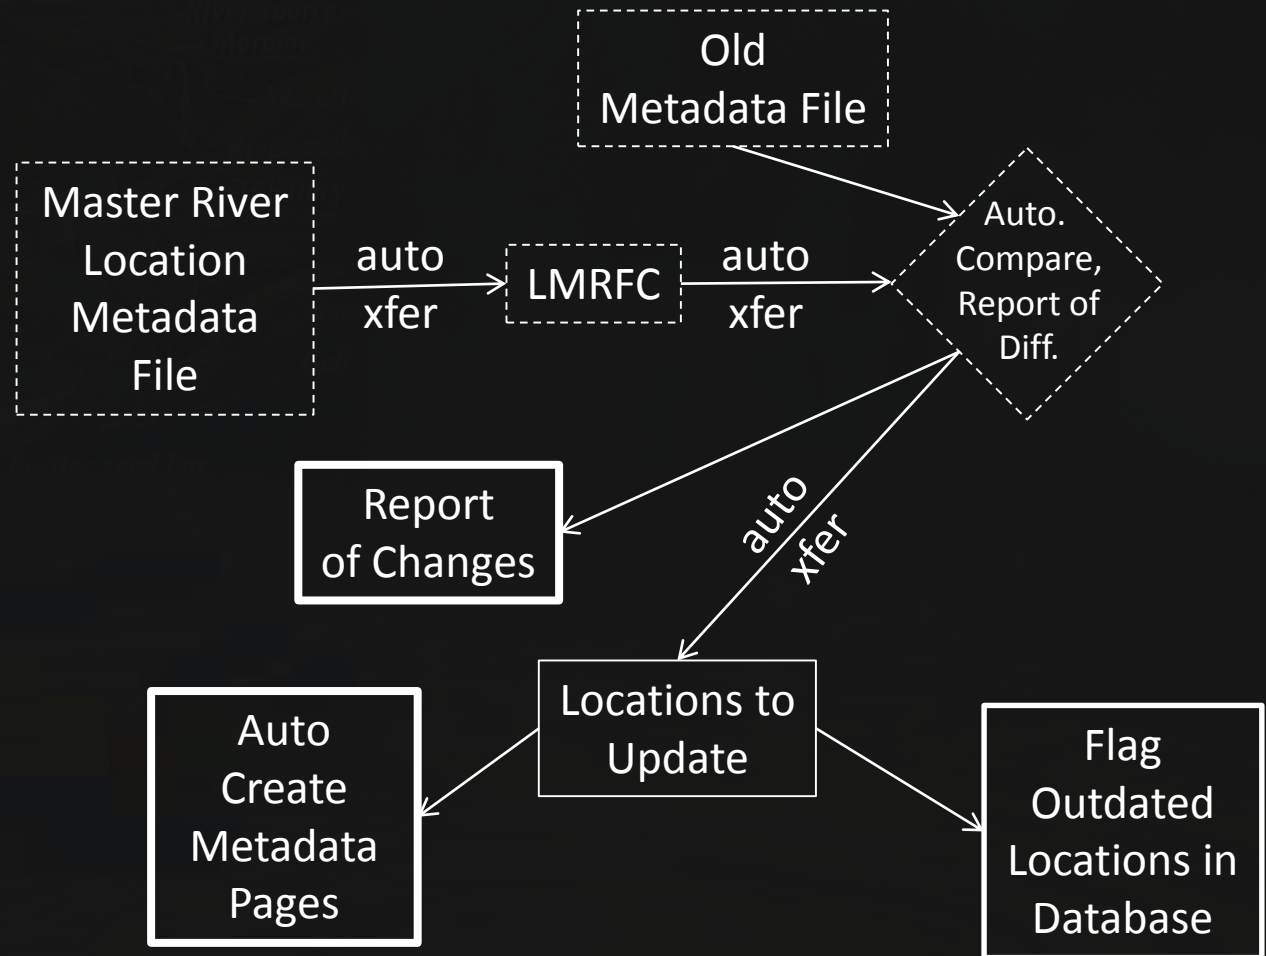 Old
Metadata File
Master River
Location
Metadata
File
auto
xfer
LMRFC
auto
xfer
Auto.
Compare,
Report of
Diff.
Report
of Changes
auto
xfer
Locations to
Update
Auto
Create
Metadata
Pages
Flag
Outdated
Locations in
Database